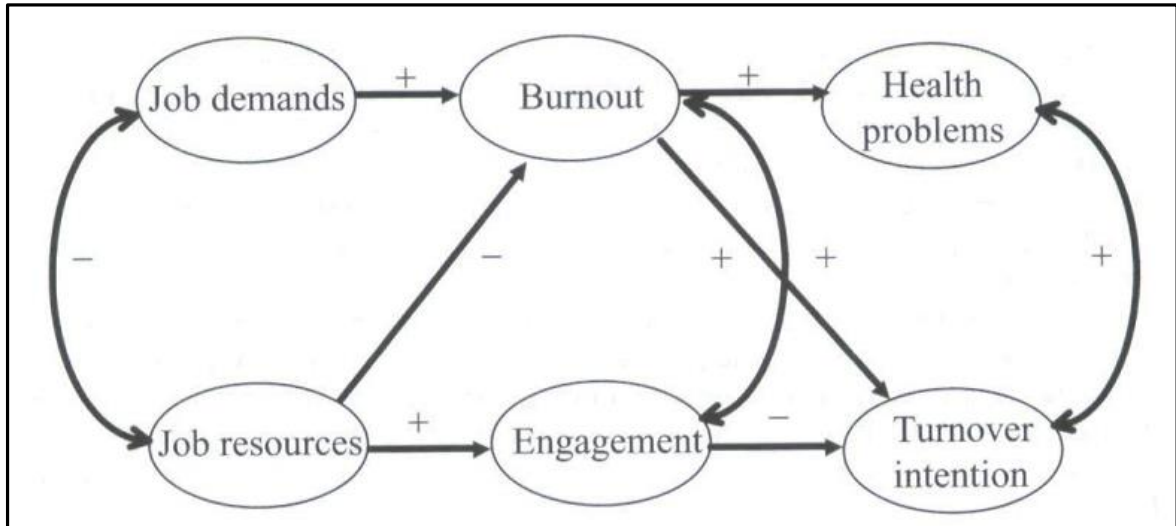 Job demands
+
Burnout
+
Health
problems
−
−
+
+
+
Job resources
+
Engagement
−
Turnover
intention